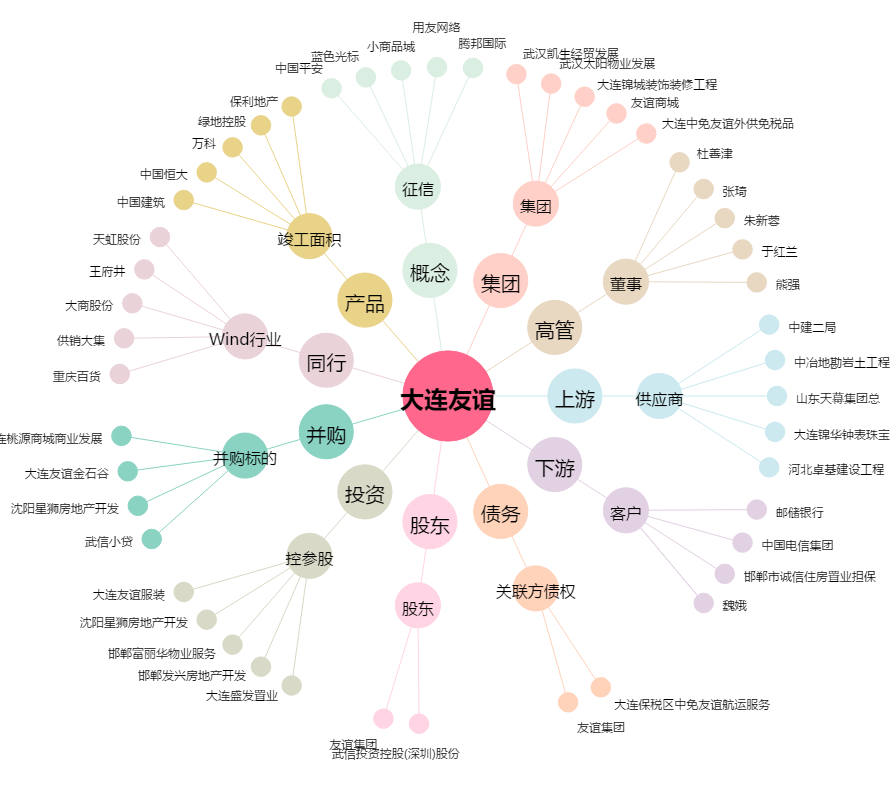 用友网络
腾邦国际
小商品城
蓝色光标
中国平安
武汉凯生经贸发展
武汉太阳物业发展
大连锦城装饰装修工程
友谊商城
大连中免友谊外供免税品
保利地产
绿地控股
万科
中国恒大
中国建筑
征信
集团
杜善津
张琦
朱新蓉
于红兰
熊强
竣工面积
概念
集团
董事
产品
高管
天虹股份
王府井
大商股份
供销大集
重庆百货
Wind行业
同行
大连友谊
上游
供应商
中建二局
中冶地勘岩土工程
山东天幕集团总
大连锦华钟表珠宝
河北卓基建设工程
并购
并购标的
连桃源商城商业发展
大连友谊金石谷
沈阳星狮房地产开发
武信小贷
投资
股东
债务
下游
客户
邮储银行
中国电信集团
邯郸市诚信住房置业担保
魏娥
控参股
大连友谊服装
沈阳星狮房地产开发
邯郸富丽华物业服务
邯郸发兴房地产开发
大连盛发置业
股东
关联方债权
友谊集团
武信投资控股(深圳)股份
大连保税区中免友谊航运服务
友谊集团